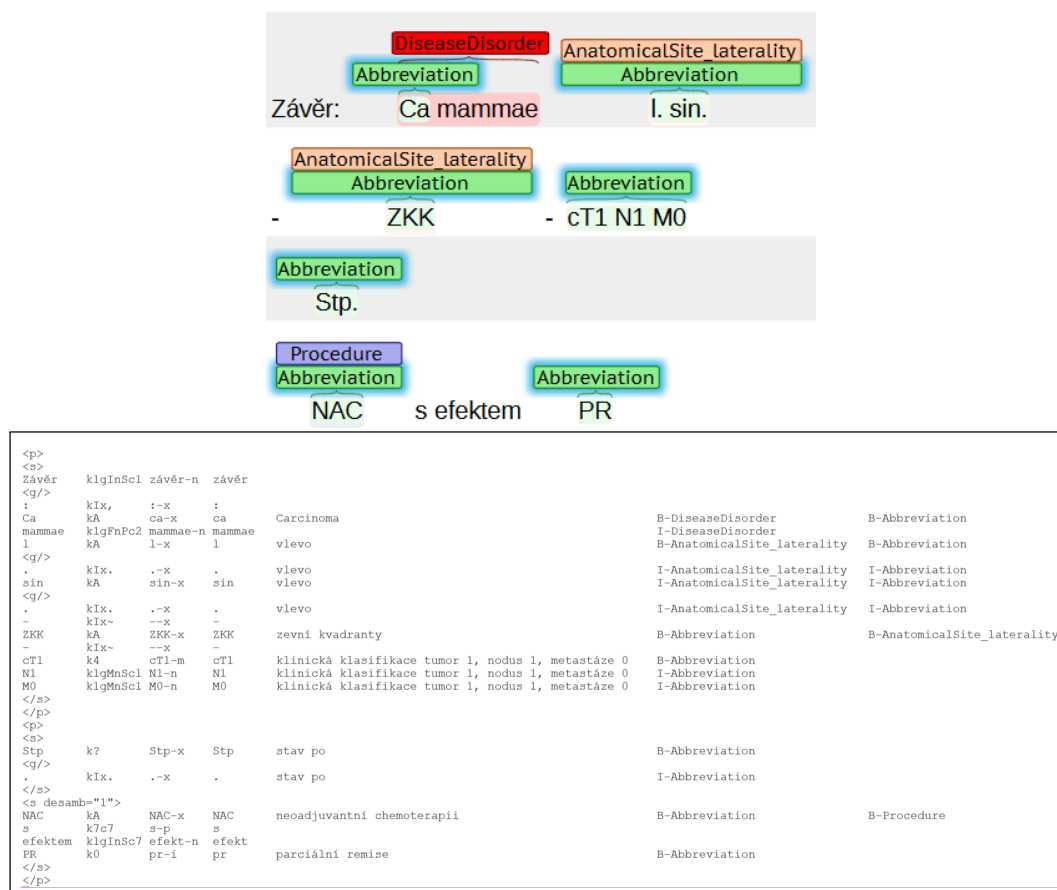 DiseaseDisorder AnatomicalSite_laterality
Abbreviation Abbreviation
Závěr: Ca mammae l. sin.
AnatomicalSite_laterality
Abbreviation Abbreviation
- ZKK - cT1 N1 M0
Abbreviation
Stp.
Procedure
Abbreviation Abbreviation
NAC s efektem PR
<p>
<s>
Závěr k1gInSc1 závěr-n závěr
<g/>
: kIx, :-x :
Ca kA ca-x ca Carcinoma B-DiseaseDisorder B-Abbreviation
mammae k1gFnPc2 mammae-n mammae I-DiseaseDisorder
l kA l-x l vlevo B-AnatomicalSite_laterality B-Abbreviation
<g/>
. kIx. .-x . vlevo I-AnatomicalSite_laterality I-Abbreviation
sin kA sin-x sin vlevo I-AnatomicalSite_laterality I-Abbreviation
<g/>
. kIx. .-x . vlevo I-AnatomicalSite_laterality I-Abbreviation
- kIx~ --x -
ZKK kA ZKK-x ZKK zevní kvadranty B-Abbreviation B-AnatomicalSite_laterality
- kIx~ --x -
cT1 k4 cT1-m cT1 klinická klasifikace tumor 1, nodus 1, metastáze 0 B-Abbreviation
N1 k1gMnSc1 N1-n N1 klinická klasifikace tumor 1, nodus 1, metastáze 0 I-Abbreviation
M0 k1gMnSc1 M0-n M0 klinická klasifikace tumor 1, nodus 1, metastáze 0 I-Abbreviation
</s>
</p>
<p>
<s>
Stp k? Stp-x Stp stav po B-Abbreviation
<g/>
. kIx. .-x . stav po I-Abbreviation
</s>
<s desamb="1">
NAC kA NAC-x NAC neoadjuvantní chemoterapii B-Abbreviation B-Procedure
s k7c7 s-p s
efektem k1gInSc7 efekt-n efekt
PR k0 pr-i pr parciální remise B-Abbreviation
</s>
</p>